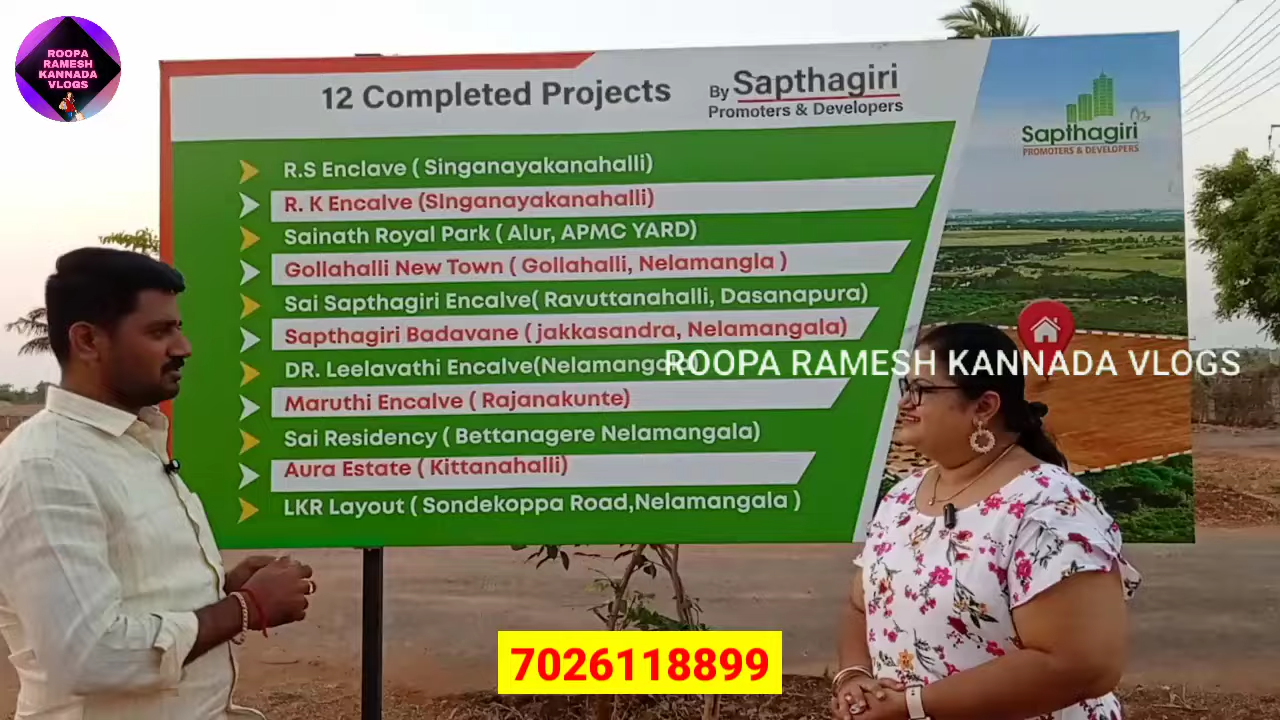 ROOPA
RAMESH
KANNADA
VLOGS
12 Completed Projects
By Sapthagiri
Promoters & Developers
Sapthagiri
PROMOTERS & DEVELOPERS
R.S Enclave ( Singanayakanahalli)
R. K Encalve (SInganayakanahalli)
Sainath Royal Park ( Alur, APMC YARD)
Gollahalli New Town ( Gollahalli, Nelamangla )
Sai Sapthagiri Encalve( Ravuttanahalli, Dasanapura)
Sapthagiri Badavane ( jakkasandra, Nelamangala)
DR. Leelavathi Encalve(Nelamangala)
ROOPA RAMESH KANNADA VLOGS
Maruthi Encalve ( Rajanakunte)
Sai Residency ( Bettanagere Nelamangala)
Aura Estate ( Kittanahalli)
LKR Layout ( Sondekoppa Road,Nelamangala )
7026118899